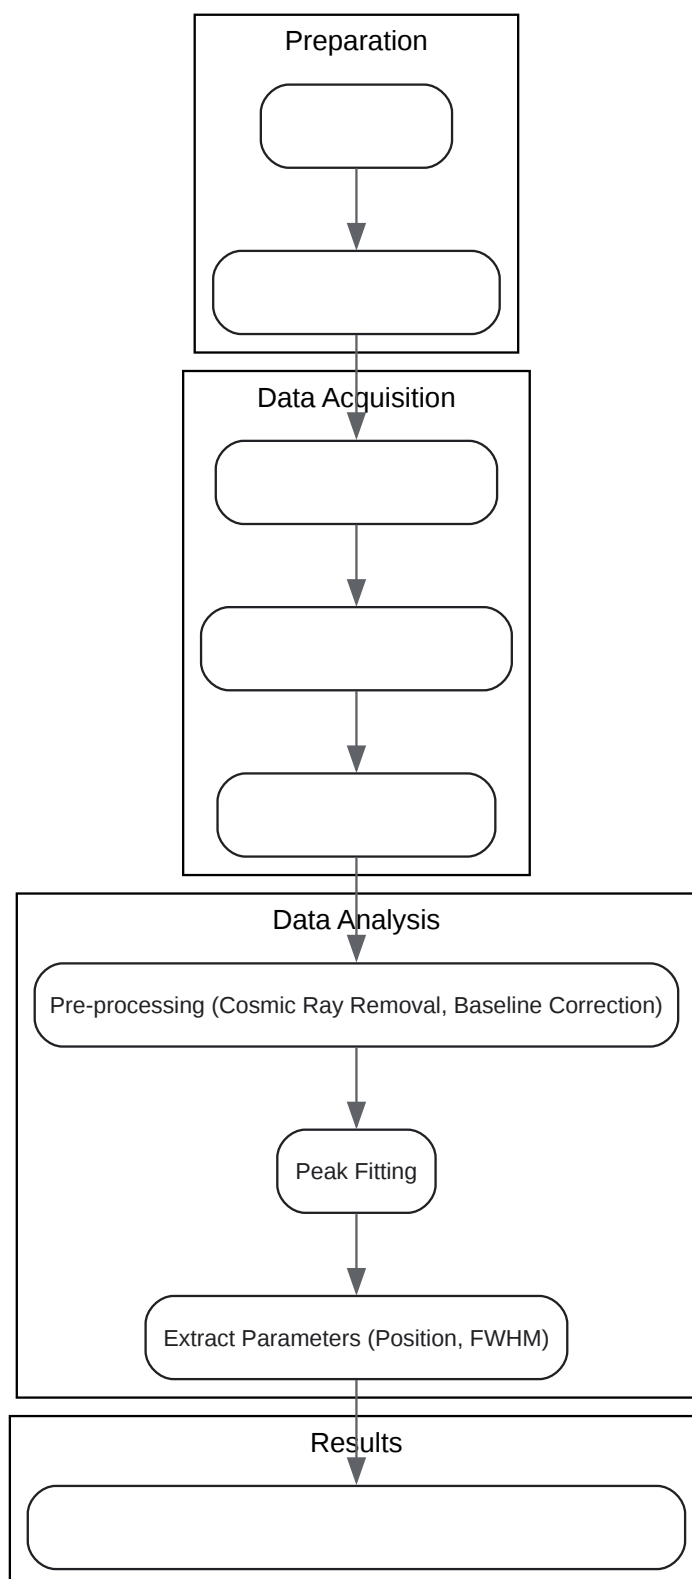 Preparation
Data Acquisition
Data Analysis
Pre-processing (Cosmic Ray Removal, Baseline Correction)
Peak Fitting
Extract Parameters (Position, FWHM)
Results